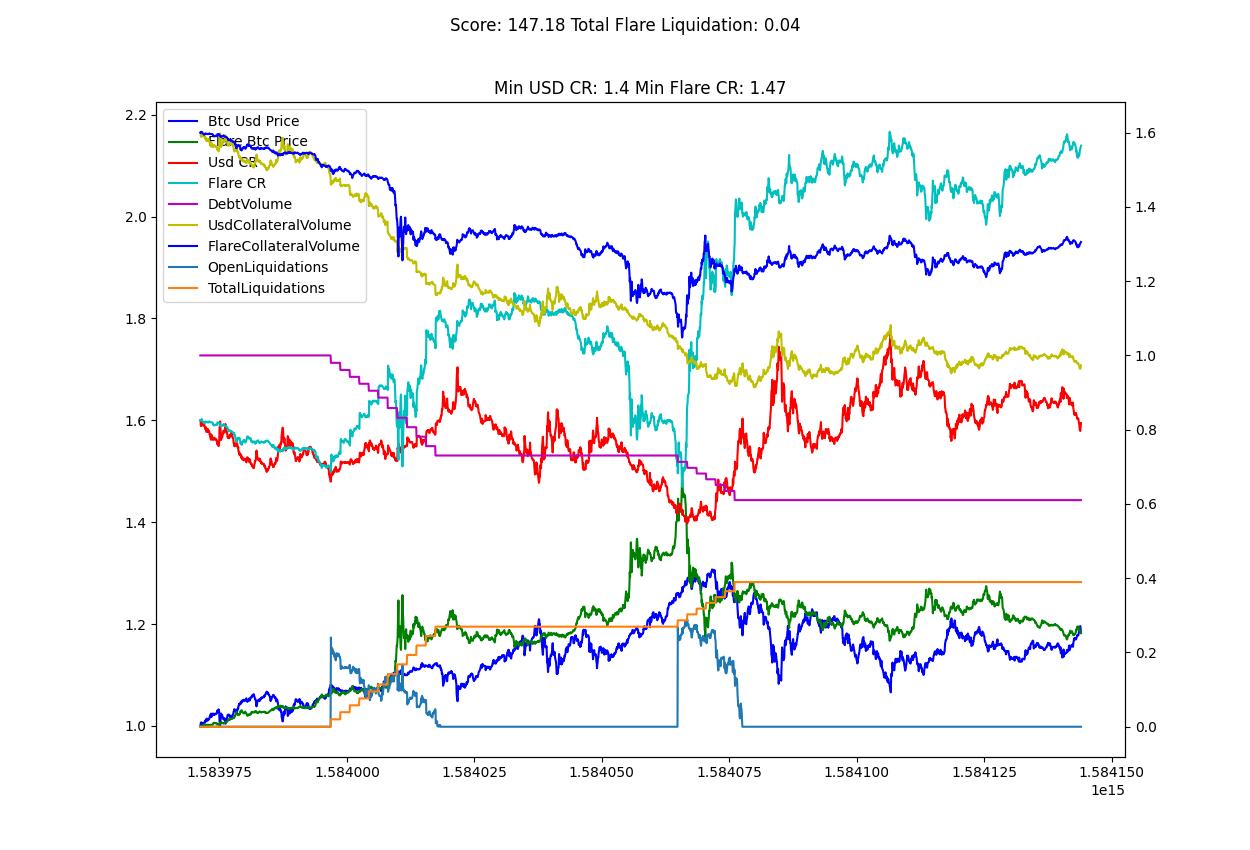 Score: 147.18 Total Flare Liquidation: 0.04
Min USD CR: 1.4 Min Flare CR: 1.47
Btc Usd Price
Flare Btc Price
Usd CR
Flare CR
DebtVolume
UsdCollateralVolume
FlareCollateralVolume
OpenLiquidations
TotalLiquidations
2.2
2.0
1.8
1.6
1.4
1.2
1.0
1.6
1.4
1.2
1.0
0.8
0.6
0.4
0.2
0.0
1.583975 1.584000 1.584025 1.584050 1.584075 1.584100 1.584125 1.584150
1e15